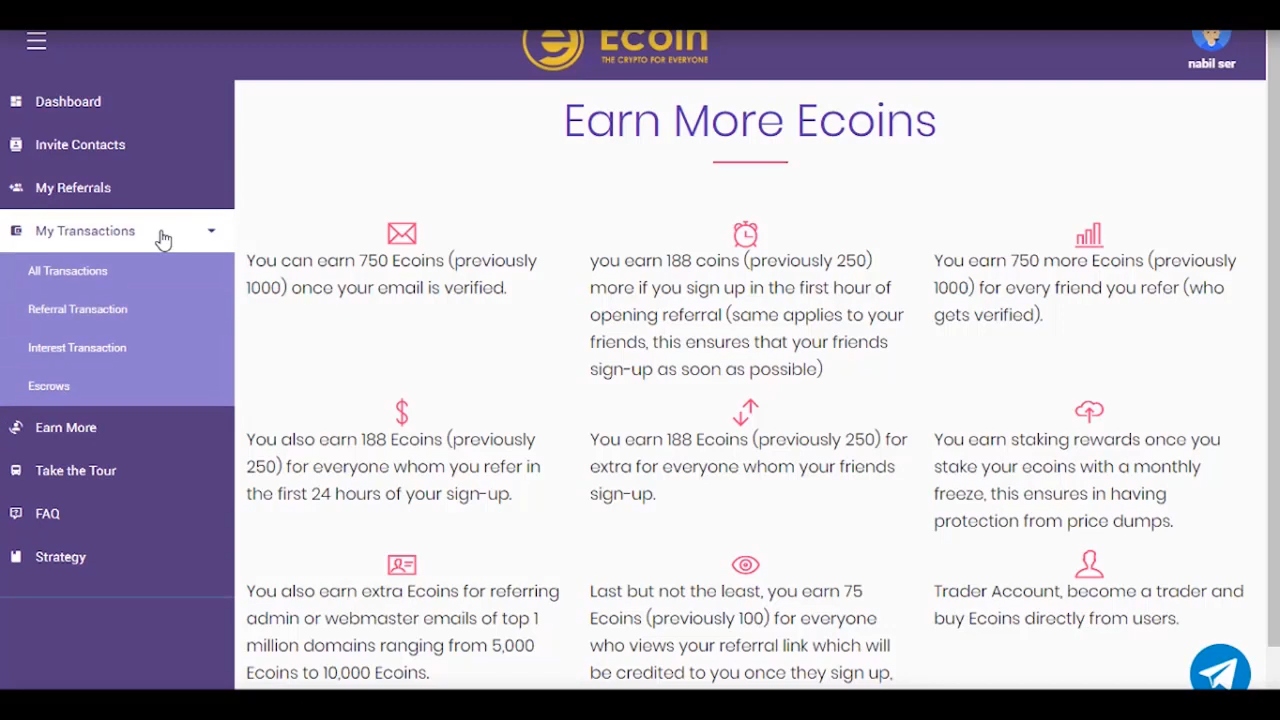 Ecoin
THE CRYPTO FOR EVERYONE
nabil ser
Dashboard
Invite Contacts
My Referrals
My Transactions
All Transactions
Referral Transaction
Interest Transaction
Escrows
Earn More
Take the Tour
FAQ
Strategy
Earn More Ecoins
You can earn 750 Ecoins (previously
1000) once your email is verified.
you earn 188 coins (previously 250)
more if you sign up in the first hour of
opening referral (same applies to your
friends, this ensures that your friends
sign-up as soon as possible)
You earn 750 more Ecoins (previously
1000) for every friend you refer (who
gets verified).
You also earn 188 Ecoins (previously
250) for everyone whom you refer in
the first 24 hours of your sign-up.
You earn 188 Ecoins (previously 250) for
extra for everyone whom your friends
sign-up.
You earn staking rewards once you
stake your ecoins with a monthly
freeze, this ensures in having
protection from price dumps.
You also earn extra Ecoins for referring
admin or webmaster emails of top 1
million domains ranging from 5,000
Ecoins to 10,000 Ecoins.
Last but not the least, you earn 75
Ecoins (previously 100) for everyone
who views your referral link which will
be credited to you once they sign up,
Trader Account, become a trader and
buy Ecoins directly from users.